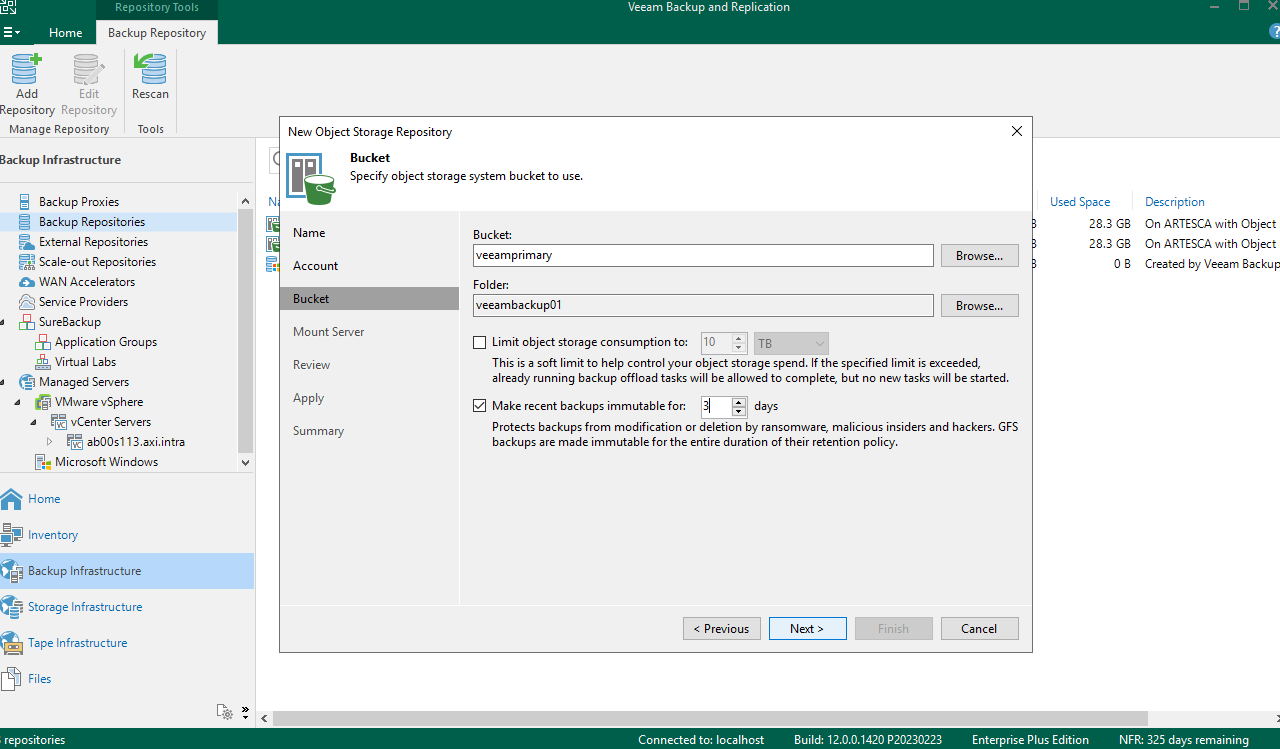 Repository Tools
Veeam Backup and Replication
Home
Backup Repository
Add
Repository
Edit
Repository
Rescan
Manage Repository
Tools
Backup Infrastructure
Backup Proxies
Backup Repositories
External Repositories
Scale-out Repositories
WAN Accelerators
Service Providers
SureBackup
Application Groups
Virtual Labs
Managed Servers
VMware vSphere
vCenter Servers
ab00s113.axi.intra
Microsoft Windows
Home
Inventory
Backup Infrastructure
Storage Infrastructure
Tape Infrastructure
Files
New Object Storage Repository
Bucket
Specify object storage system bucket to use.
Name
Account
Bucket
Mount Server
Review
Apply
Summary
Bucket:
veeamprimary
Browse...
Folder:
veeambackup01
Browse...
Limit object storage consumption to: 10 TB
This is a soft limit to help control your object storage spend. If the specified limit is exceeded,
already running backup offload tasks will be allowed to complete, but no new tasks will be started.
Make recent backups immutable for: 3 days
Protects backups from modification or deletion by ransomware, malicious insiders and hackers. GFS
backups are made immutable for the entire duration of their retention policy.
< Previous
Next >
Finish
Cancel
Used Space
Description
28.3 GB
On ARTESCA with Object
28.3 GB
On ARTESCA with Object
0 B
Created by Veeam Backup
repositories
Connected to: localhost
Build: 12.0.0.1420 P20230223
Enterprise Plus Edition
NFR: 325 days remaining